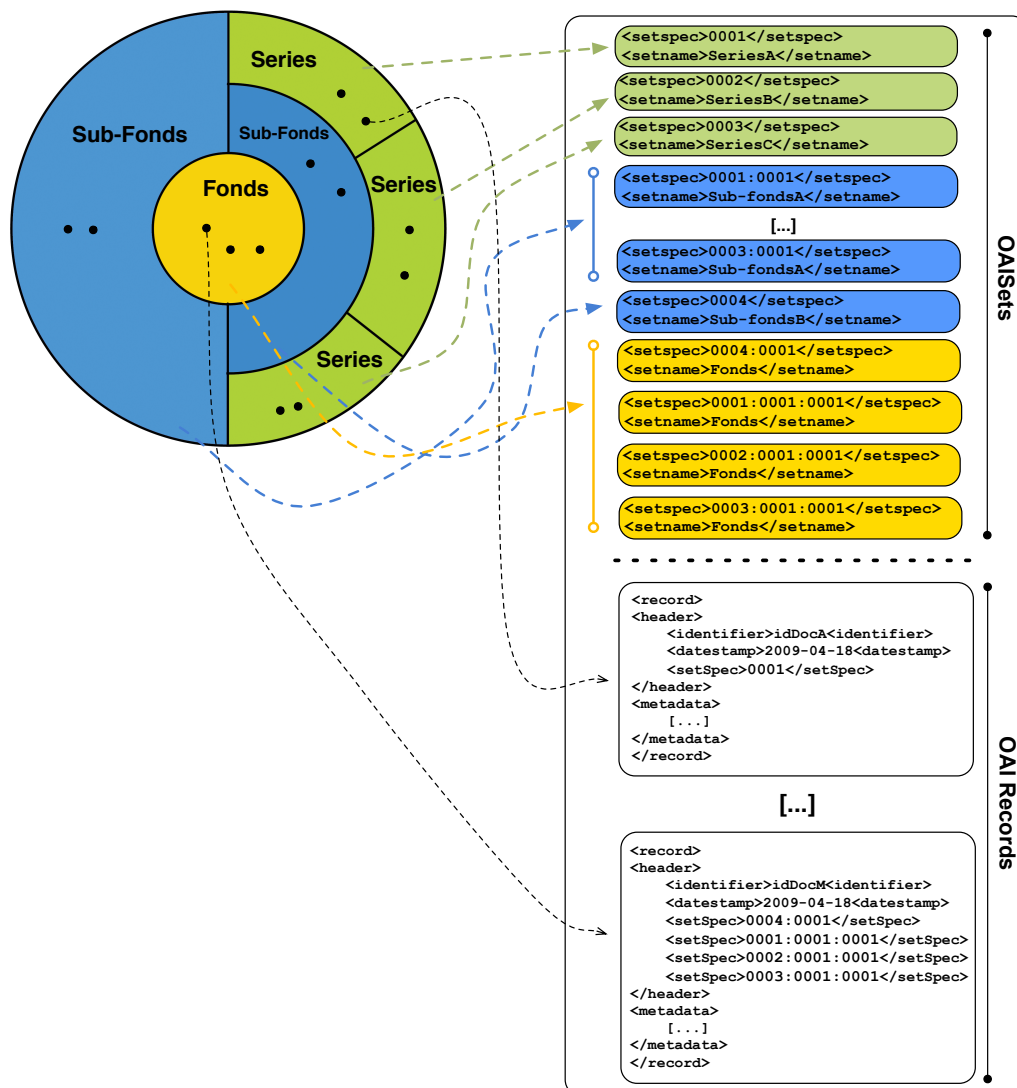 Series
Sub-Fonds
Sub-Fonds
Fonds
Series
Series
<setspec>0001</setspec>
<setname>SeriesA</setname>
<setspec>0002</setspec>
<setname>SeriesB</setname>
<setspec>0003</setspec>
<setname>SeriesC</setname>
<setspec>0001:0001</setspec>
<setname>Sub-fondsA</setname>
[...]
<setspec>0003:0001</setspec>
<setname>Sub-fondsA</setname>
<setspec>0004</setspec>
<setname>Sub-fondsB</setname>
<setspec>0004:0001</setspec>
<setname>Fonds</setname>
<setspec>0001:0001:0001</setspec>
<setname>Fonds</setname>
<setspec>0002:0001:0001</setspec>
<setname>Fonds</setname>
<setspec>0003:0001:0001</setspec>
<setname>Fonds</setname>
OAISets
<record>
<header>
<identifier>idDocA<identifier>
<datestamp>2009-04-18<datestamp>
<setSpec>0001</setSpec>
</header>
<metadata>
[...]
</metadata>
</record>
[...]
<record>
<header>
<identifier>idDocM<identifier>
<datestamp>2009-04-18<datestamp>
<setSpec>0004:0001</setSpec>
<setSpec>0001:0001:0001</setSpec>
<setSpec>0002:0001:0001</setSpec>
<setSpec>0003:0001:0001</setSpec>
</header>
<metadata>
[...]
</metadata>
</record>
OAI Records